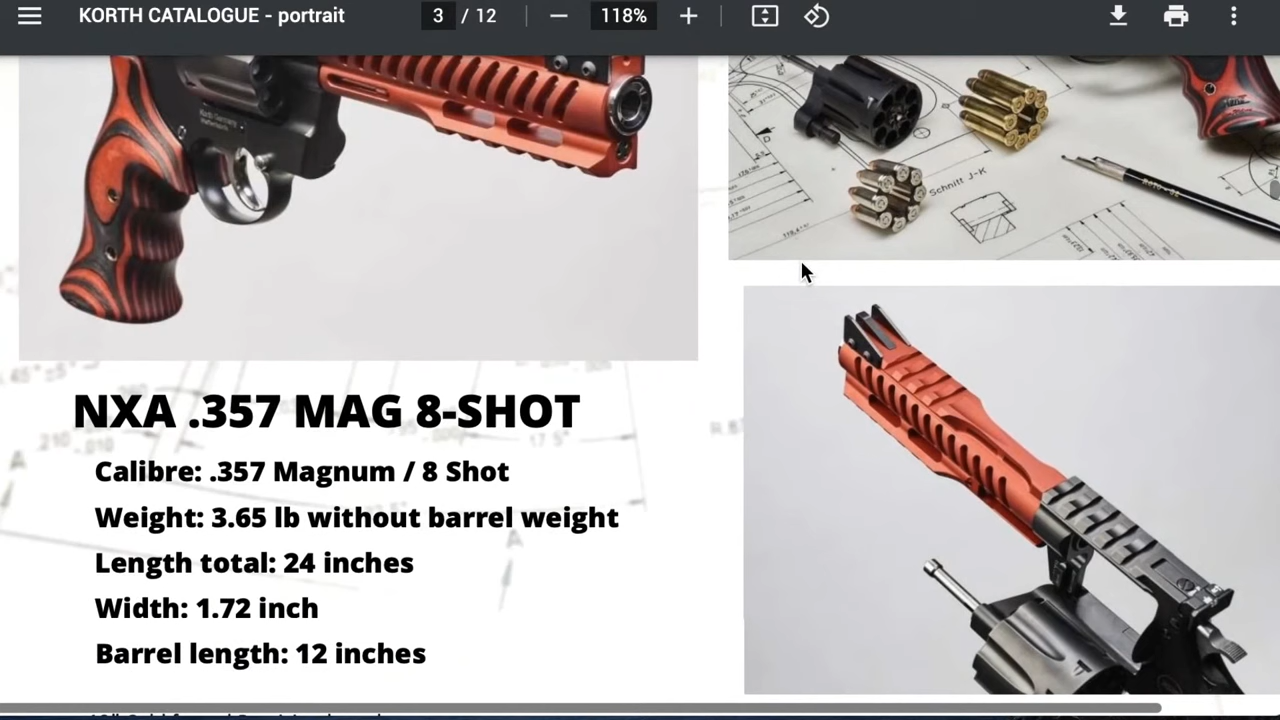 KORTH CATALOGUE - portrait
3 / 12
118%
Schnitt J-K
NXA .357 MAG 8-SHOT
Calibre: .357 Magnum / 8 Shot
Weight: 3.65 lb without barrel weight
Length total: 24 inches
Width: 1.72 inch
Barrel length: 12 inches